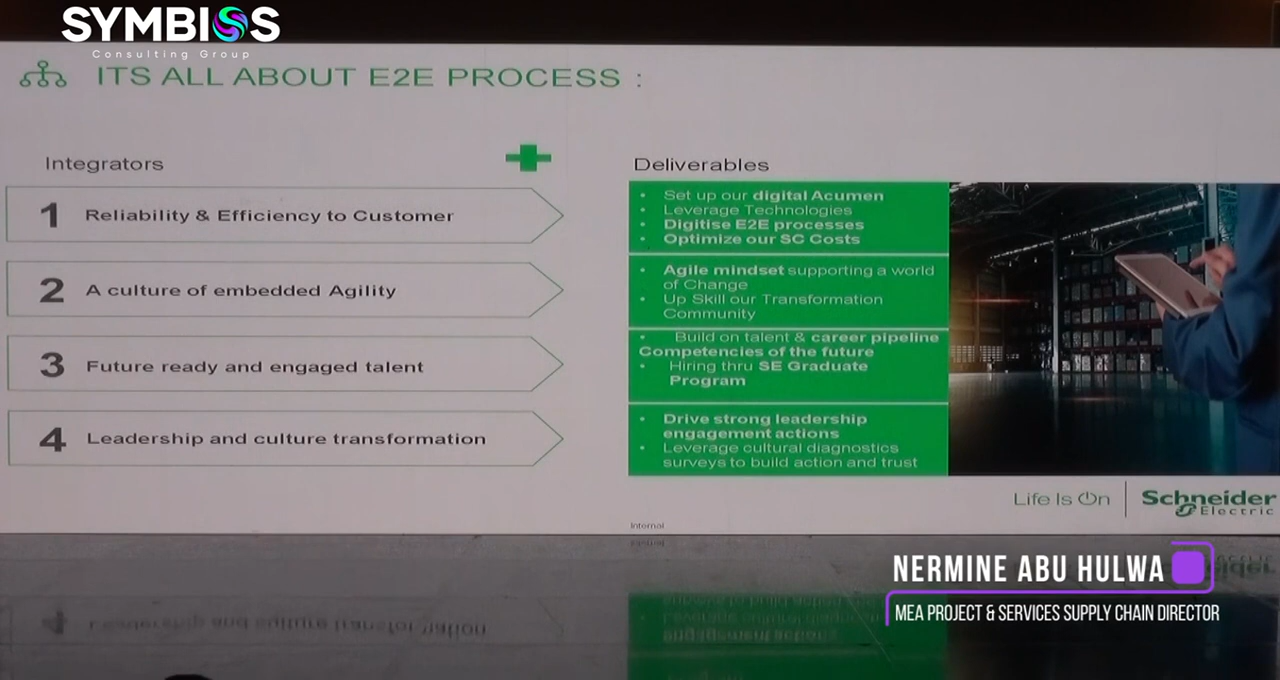 SYMBIOS
Consulting Group
ITS ALL ABOUT E2E PROCESS :
Integrators
1 Reliability & Efficiency to Customer
2 A culture of embedded Agility
3 Future ready and engaged talent
4 Leadership and culture transformation
Deliverables
• Set up our digital Acumen
• Leverage Technologies
• Digitise E2E processes
• Optimize our SC Costs
• Agile mindset supporting a world
of Change
• Up Skill our Transformation
Community
• Build on talent & career pipeline
Competencies of the future
• Hiring thru SE Graduate
Program
• Drive strong leadership
engagement actions
• Leverage cultural diagnostics
surveys to build action and trust
Life Is On
Schneider
Electric
Internal
NERMINE ABU HULWA
MEA PROJECT & SERVICES SUPPLY CHAIN DIRECTOR